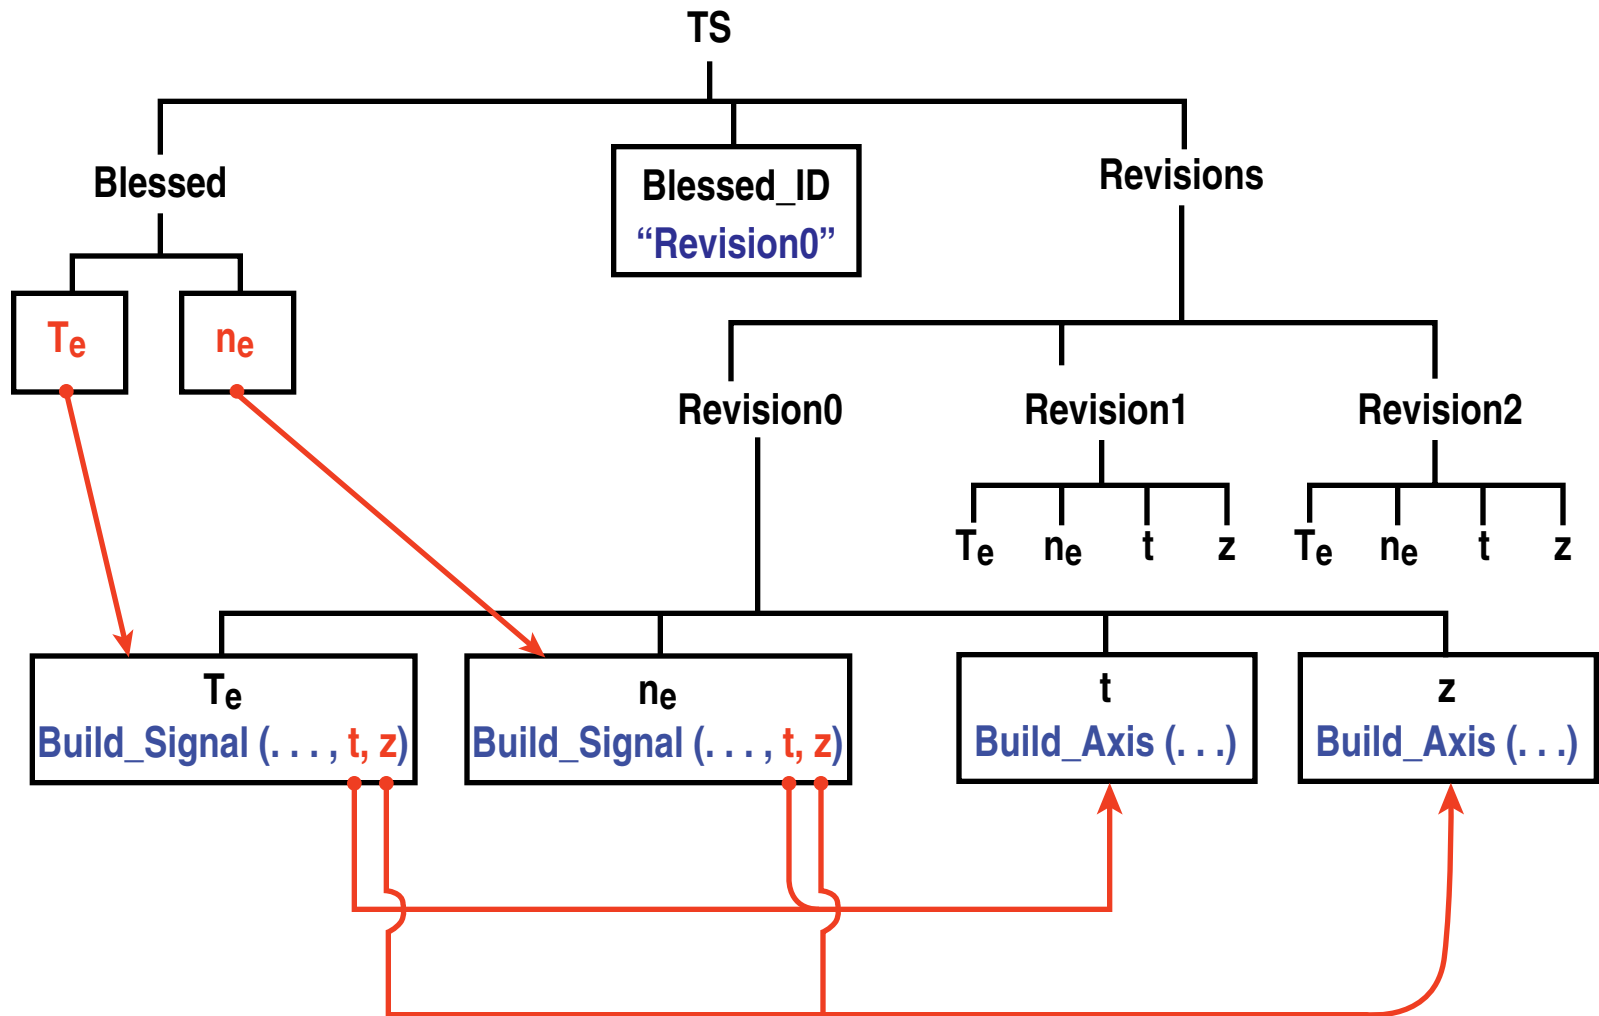 TS
Blessed
Blessed_ID
“Revision0”
Revisions
Te
ne
Revision0
Revision1
Revision2
Te ne t z
Te ne t z
Te
Build_Signal (. . . , t, z)
ne
Build_Signal (. . . , t, z)
t
Build_Axis (. . .)
z
Build_Axis (. . .)